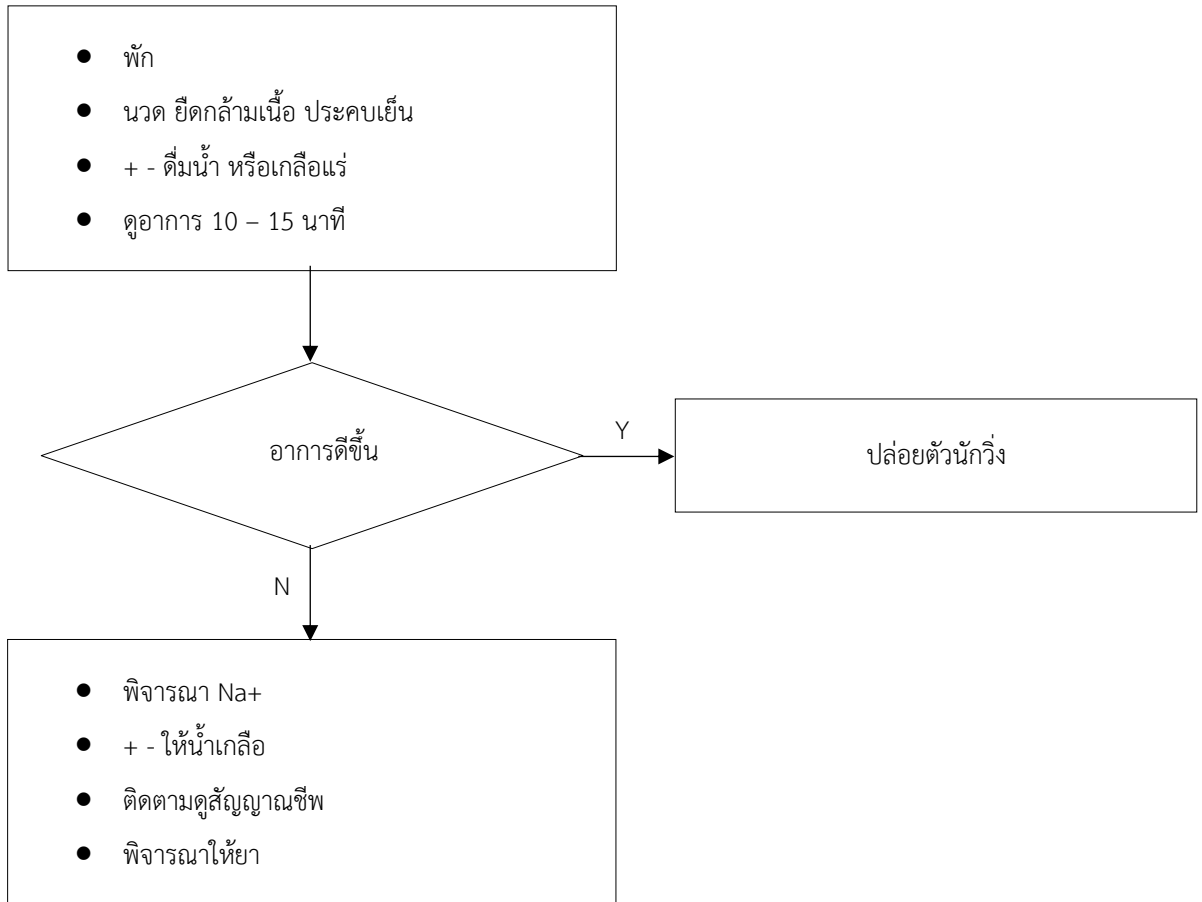 ● พัก
● นวด ยืดกล้ามเนื้อ ประคบเย็น
● + - ดื่มน้ำ หรือเกลือแร่
● ดูอาการ 10 – 15 นาที
อาการดีขึ้น
Y
ปล่อยตัวนักวิ่ง
N
● พิจารณา Na+
● + - ให้น้ำเกลือ
● ติดตามดูสัญญาณชีพ
● พิจารณาให้ยา